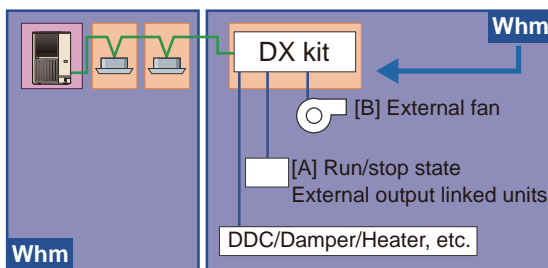 Whm
DX kit
[B] External fan
[A] Run/stop state
External output linked units
DDC/Damper/Heater, etc.
Whm